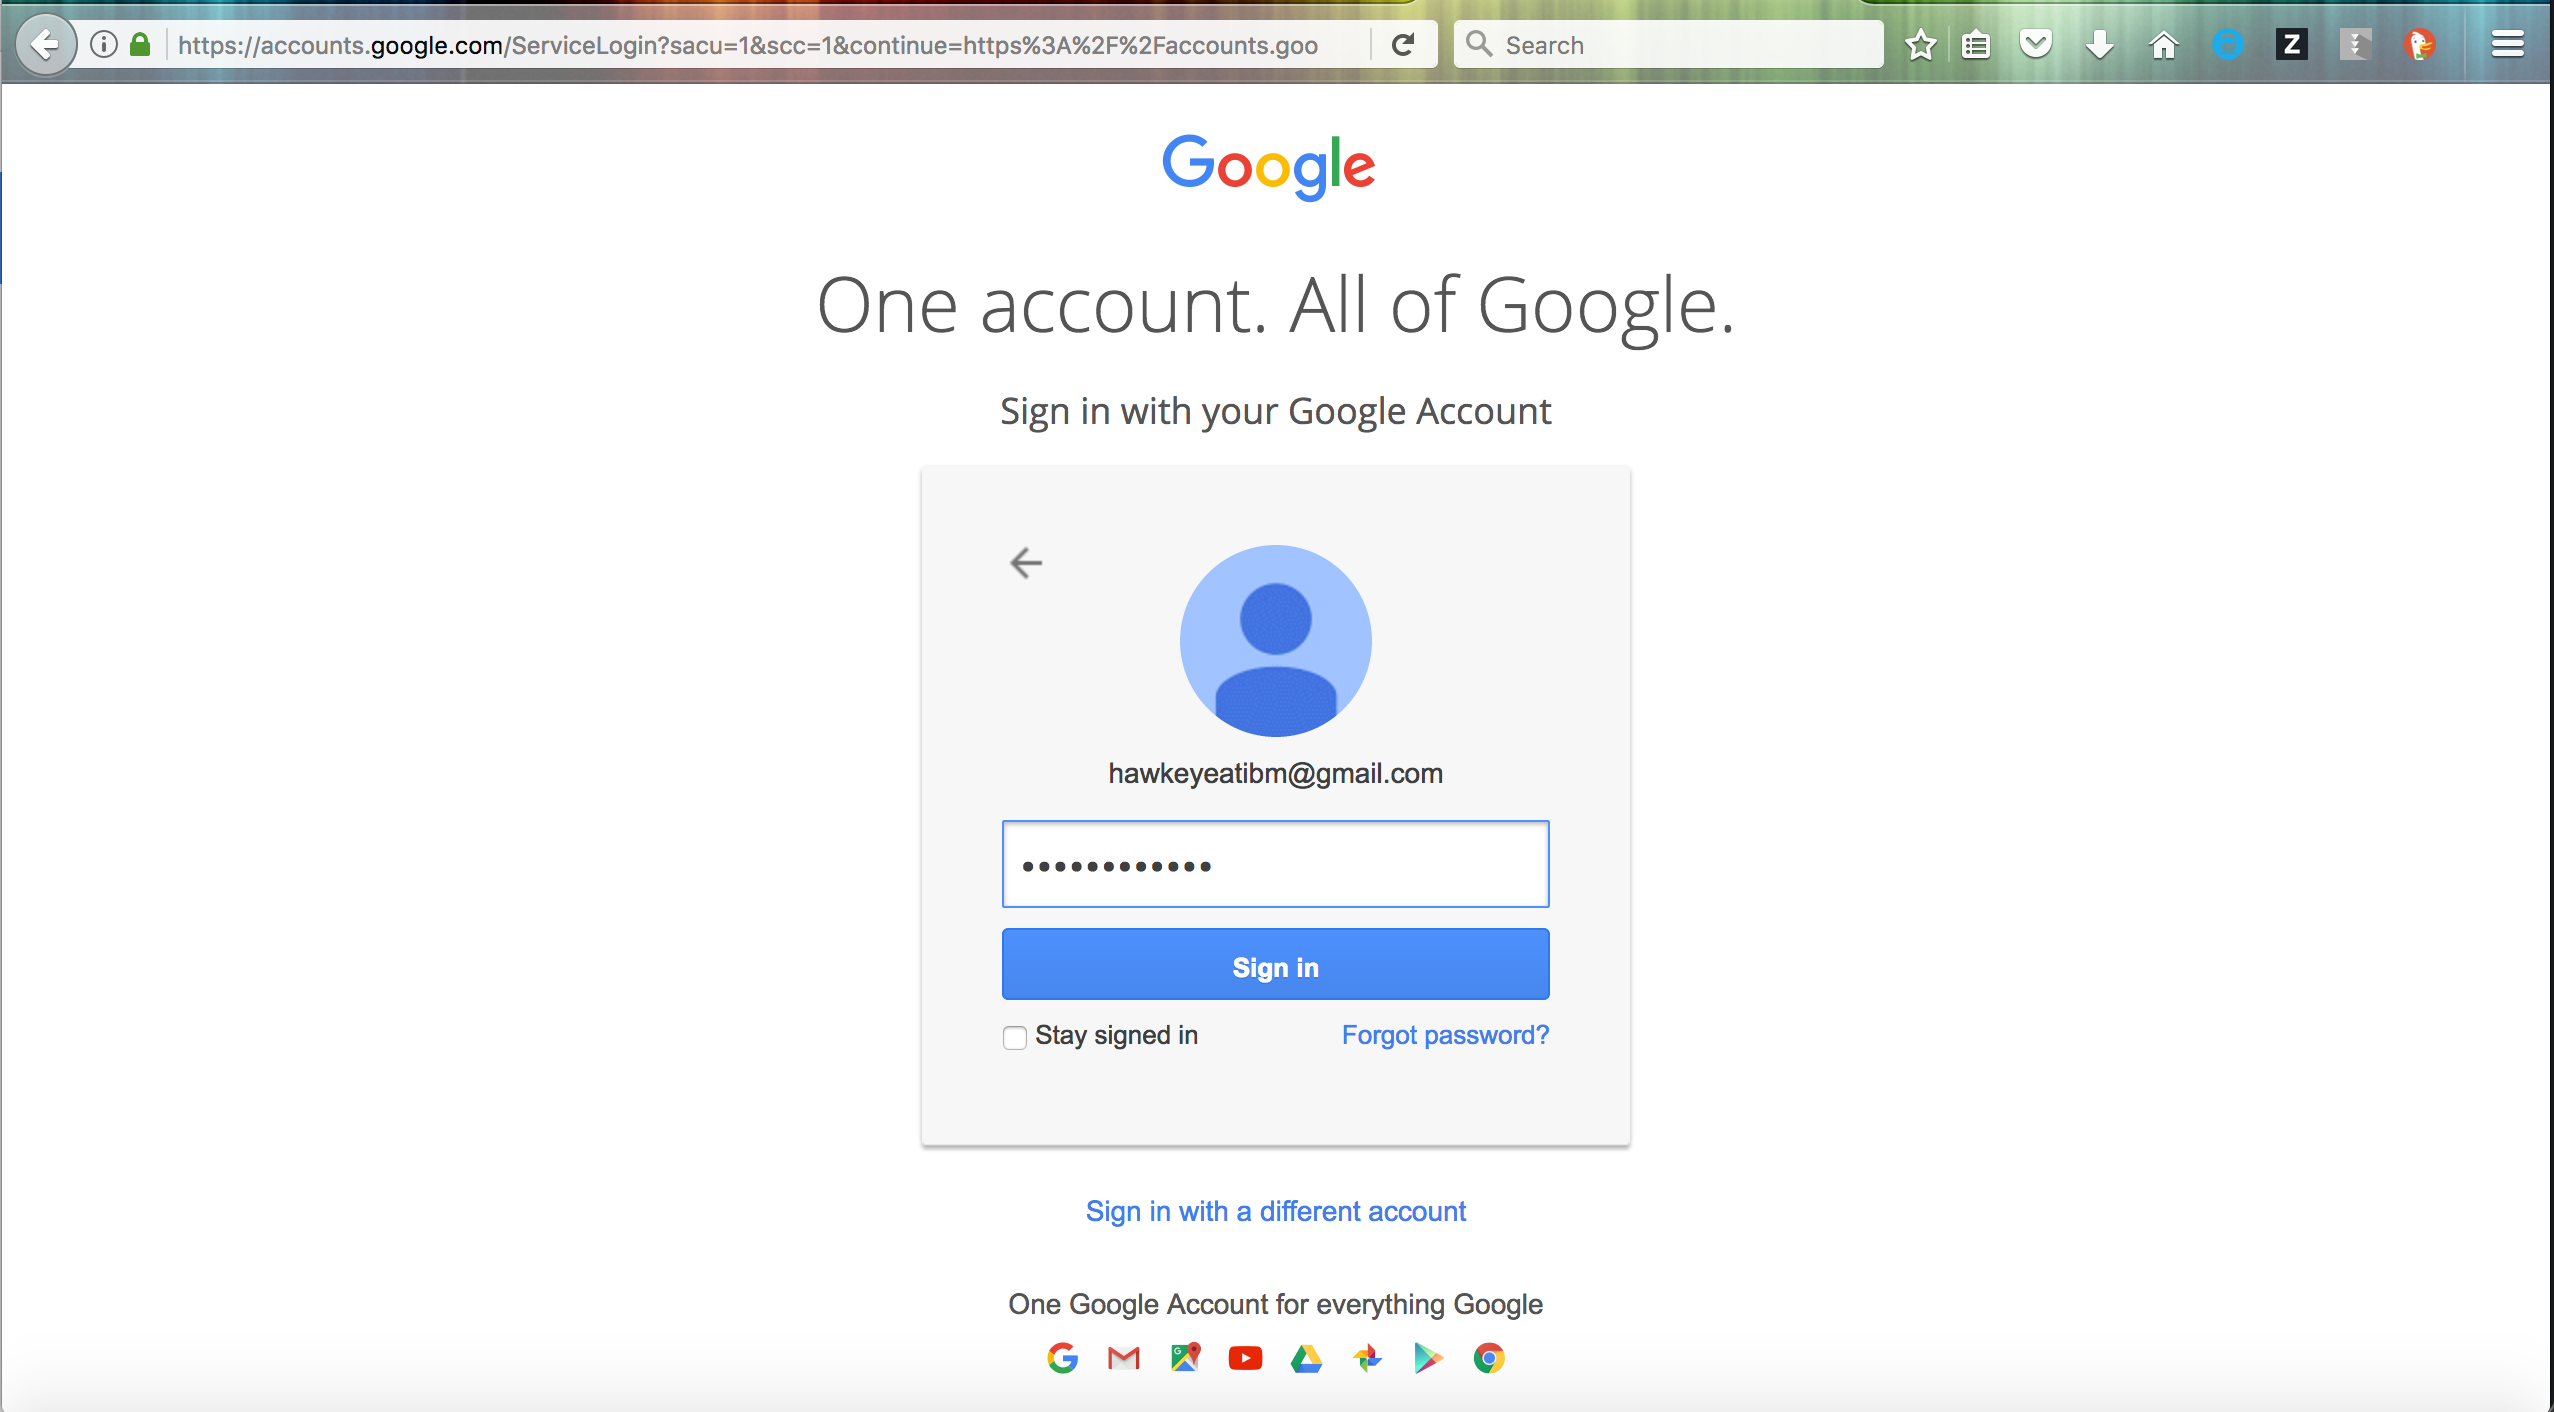 https://accounts.google.com/ServiceLogin?sacu=1&scc=1&continue=https%3A%2F%2Faccounts.goo
Search
Z
Google
One account. All of Google.
Sign in with your Google Account
hawkeyeatibm@gmail.com
••••••••••••
Sign in
Stay signed in
Forgot password?
Sign in with a different account
One Google Account for everything Google